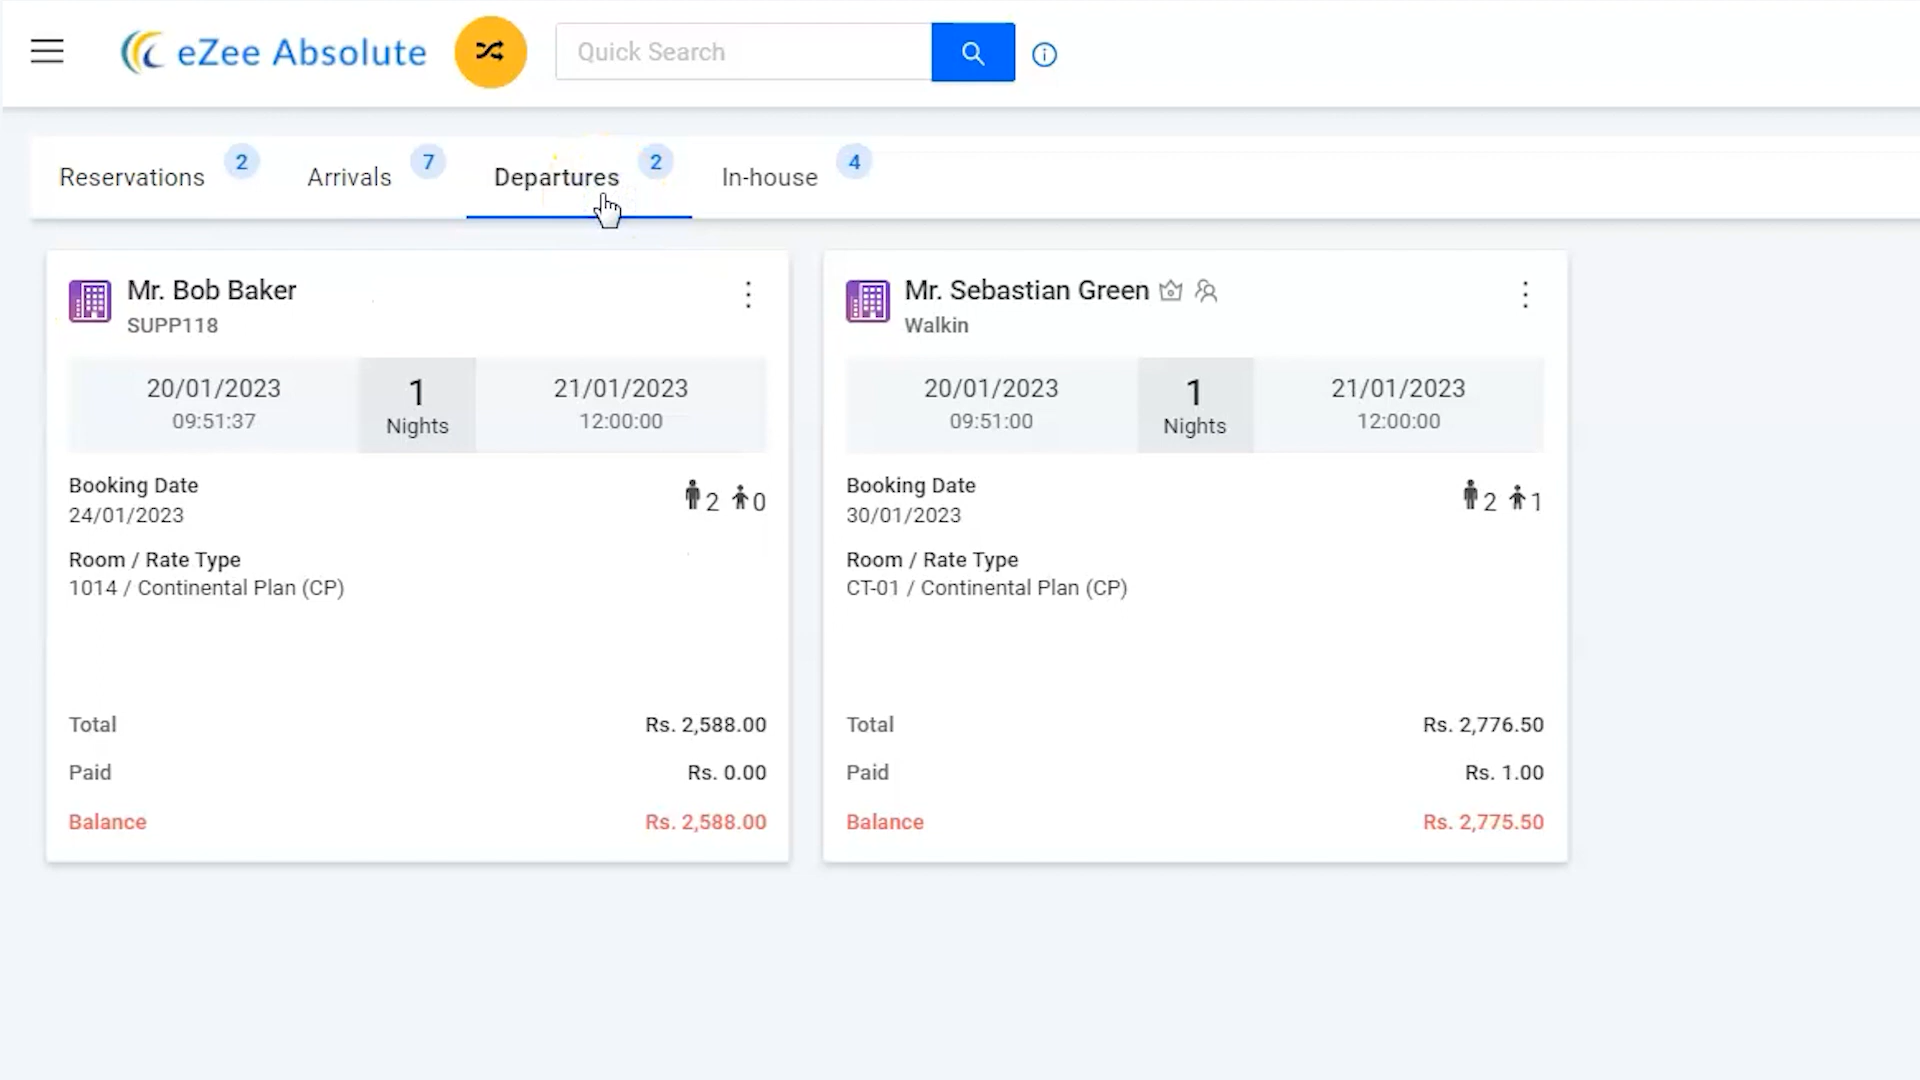 eZee Absolute
Quick Search
Reservations 2
Arrivals 7
Departures 2
In-house 4
Mr. Bob Baker
SUPP118
20/01/2023
09:51:37
1
Nights
21/01/2023
12:00:00
Booking Date
24/01/2023
2 0
Room / Rate Type
1014 / Continental Plan (CP)
Total Rs. 2,588.00
Paid Rs. 0.00
Balance Rs. 2,588.00
Mr. Sebastian Green
Walkin
20/01/2023
09:51:00
1
Nights
21/01/2023
12:00:00
Booking Date
30/01/2023
2 1
Room / Rate Type
CT-01 / Continental Plan (CP)
Total Rs. 2,776.50
Paid Rs. 1.00
Balance Rs. 2,775.50